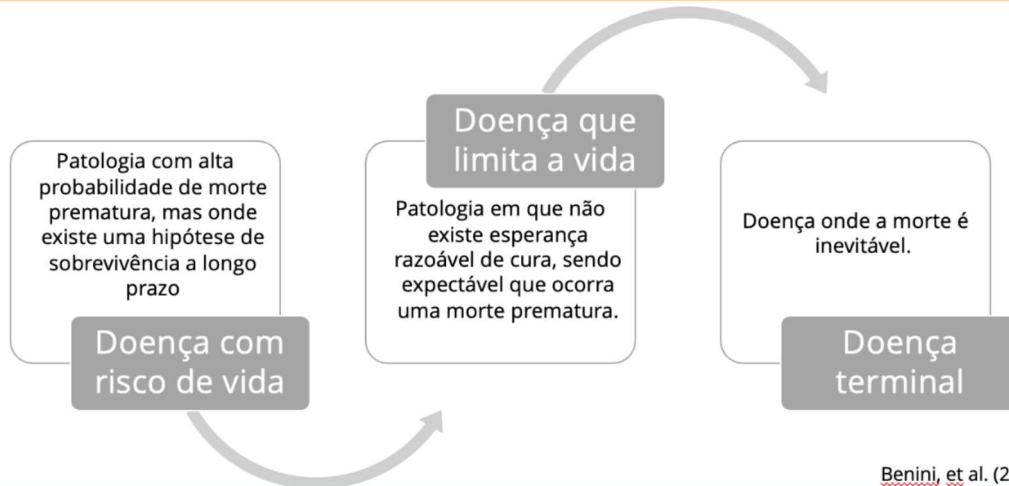 Patologia com alta
probabilidade de morte
prematura, mas onde
existe uma hipótese de
sobrevivência a longo
prazo
Doença com
risco de vida
Doença que
limita a vida
Patologia em que não
existe esperança
razoável de cura, sendo
expectável que ocorra
uma morte prematura.
Doença onde a morte é
inevitável.
Doença
terminal
Benini, et al. (2